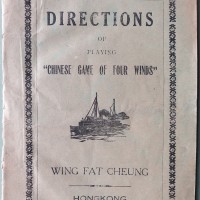 DIRECTIONS
OF
PLAYING
"CHINESE GAME OF FOUR WINDS"
WING FAT CHEUNG
HONGKONG